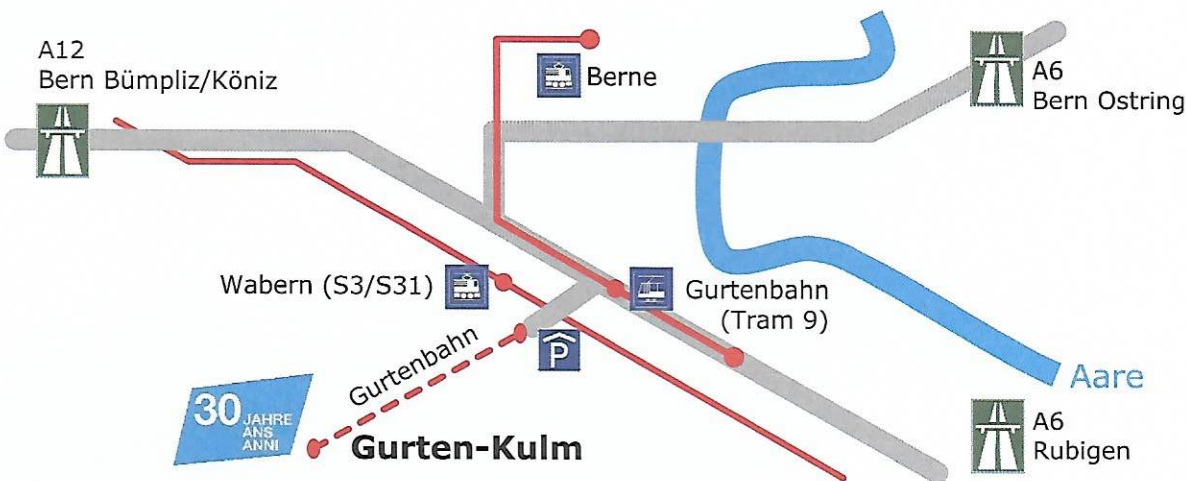 A12
Bern Bümpliz/Köniz
Berne
A6
Bern Ostring
Wabern (S3/S31)
Gurtenbahn
(Tram 9)
P
Gurtenbahn
30 JAHRE
ANS
ANNI
Gurten-Kulm
Aare
A6
Rubigen